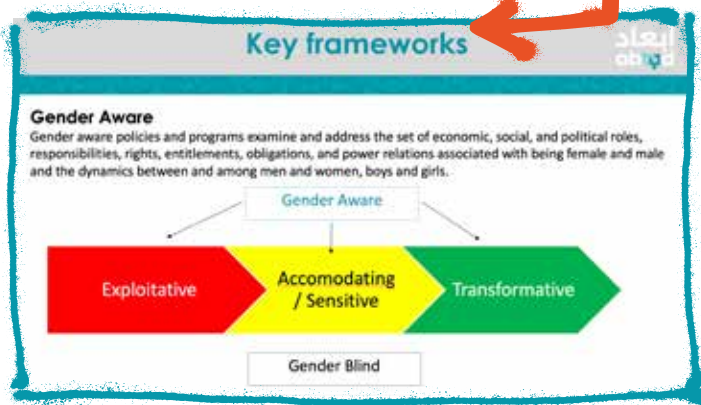 Key frameworks
أبعاد
abaad
Gender Aware
Gender aware policies and programs examine and address the set of economic, social, and political roles,
responsibilities, rights, entitlements, obligations, and power relations associated with being female and male
and the dynamics between and among men and women, boys and girls.
Gender Aware
Exploitative
Accomodating
/ Sensitive
Transformative
Gender Blind